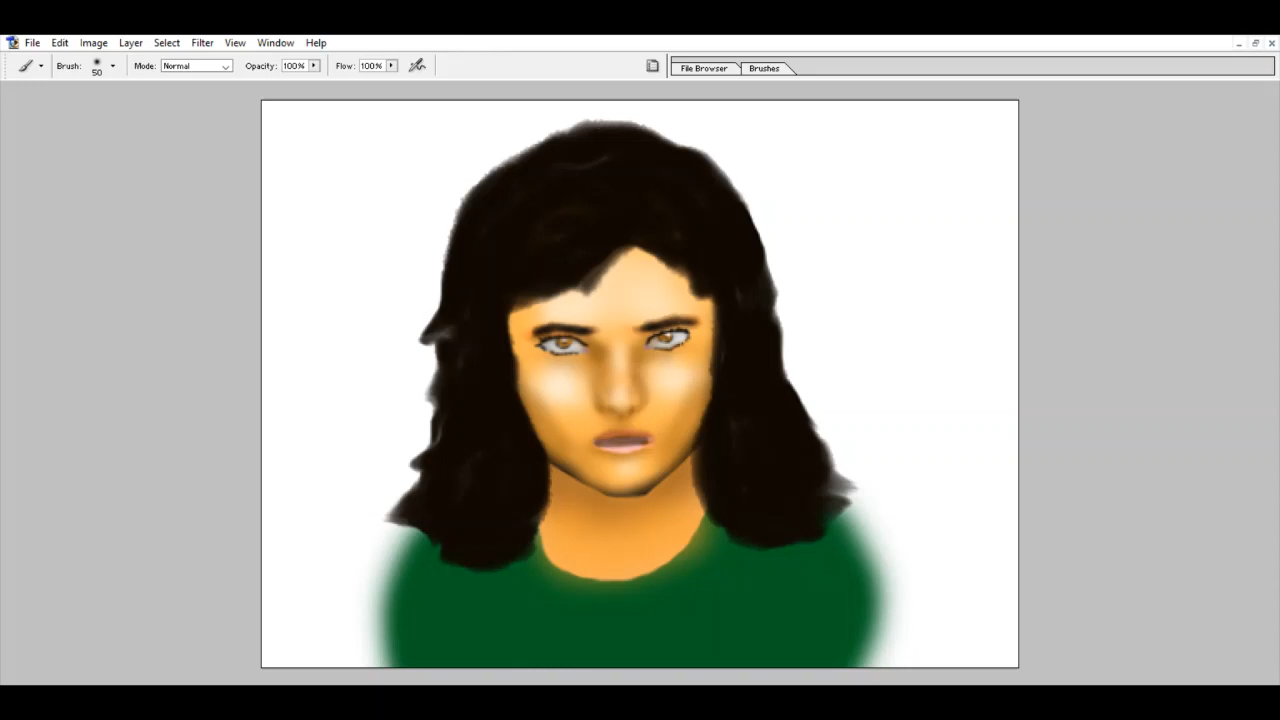 File Edit Image Layer Select Filter View Window Help
Brush: 50 Mode: Normal Opacity: 100% Flow: 100% File Browser Brushes